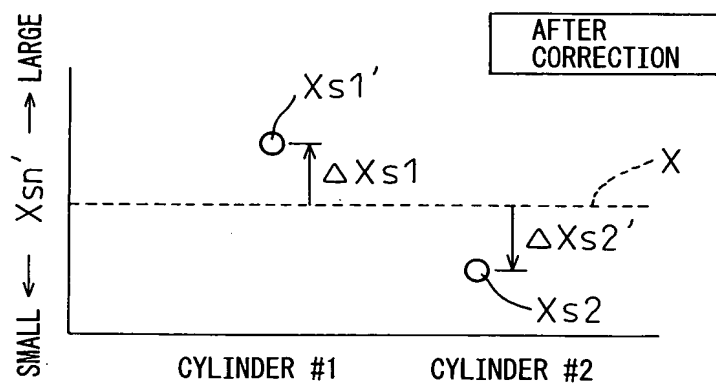 AFTER
CORRECTION
Xs1′
ΔXs1
X
ΔXs2′
Xs2
SMALL ← Xsn′ → LARGE
CYLINDER #1
CYLINDER #2